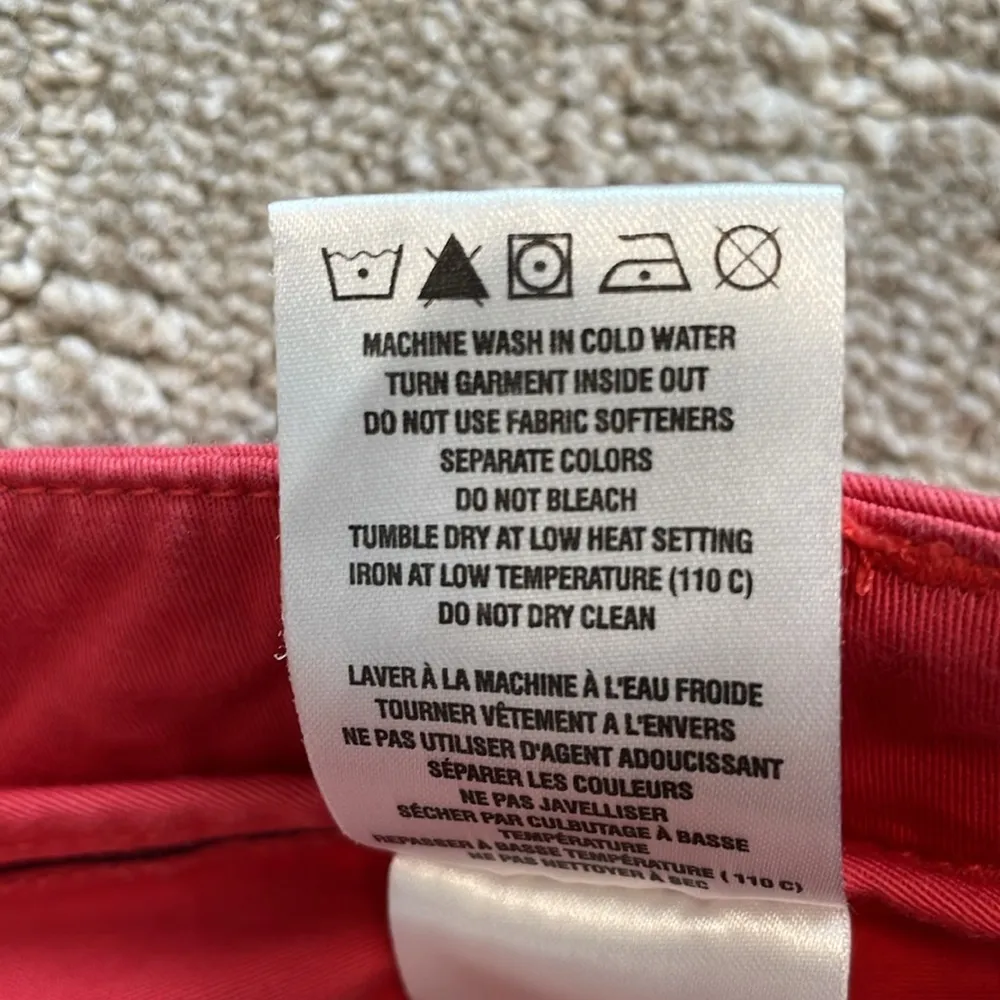 MACHINE WASH IN COLD WATER
TURN GARMENT INSIDE OUT
DO NOT USE FABRIC SOFTENERS
SEPARATE COLORS
DO NOT BLEACH
TUMBLE DRY AT LOW HEAT SETTING
IRON AT LOW TEMPERATURE (110 C)
DO NOT DRY CLEAN
LAVER À LA MACHINE À L'EAU FROIDE
TOURNER VÊTEMENT A L'ENVERS
NE PAS UTILISER D'AGENT ADOUCISSANT
SÉPARER LES COULEURS
NE PAS JAVELLISER
SÉCHER PAR CULBUTAGE À BASSE
TEMPÉRATURE
REPASSER À BASSE TEMPÉRATURE ( 110 C)
NE PAS NETTOYER À SEC